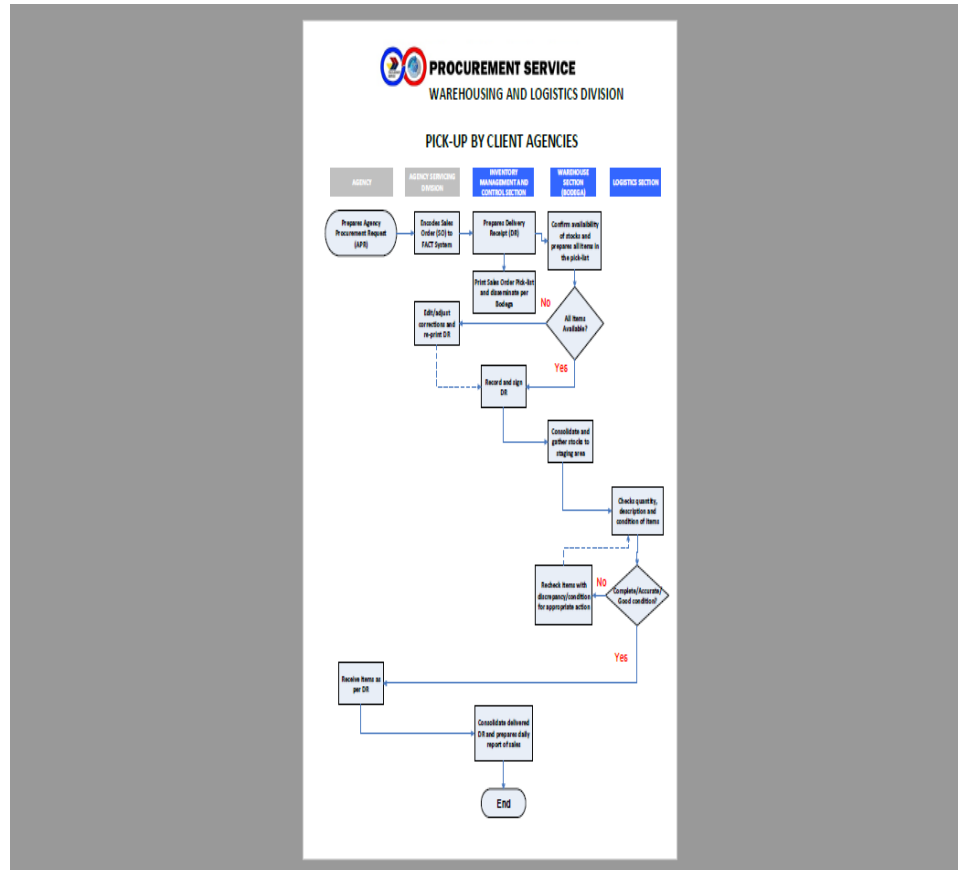 PROCUREMENT SERVICE
WAREHOUSING AND LOGISTICS DIVISION
PICK-UP BY CLIENT AGENCIES
AGENCY
AGENCY SERVICING
DIVISION
INVENTORY
MANAGEMENT AND
CONTROL SECTION
WAREHOUSE
SECTION
(BODEGA)
LOGISTICS SECTION
Prepares Agency
Procurement Request
(APR)
Encodes Sales
Order (SO) to
FACT System
Prepares Delivery
Receipt (DR)
Confirm availability
of stocks and
prepares all items in
the pick-list
Print Sales Order Pick-list
and disseminate per
Bodega
No
Edit/adjust
corrections and
re-print DR
All Items
Available?
Yes
Record and sign
DR
Consolidate and
gather stocks to
staging area
Checks quantity,
description and
condition of items
Recheck items with
discrepancy/condition
for appropriate action
No
Complete/Accurate/
Good condition?
Yes
Receive items as
per DR
Consolidate delivered
DR and prepares daily
report of sales
End